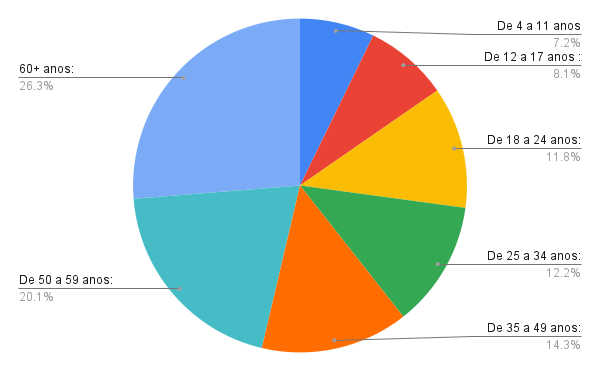 De 4 a 11 anos
7.2%
De 12 a 17 anos :
8.1%
De 18 a 24 anos:
11.8%
De 25 a 34 anos:
12.2%
De 35 a 49 anos:
14.3%
De 50 a 59 anos:
20.1%
60+ anos:
26.3%